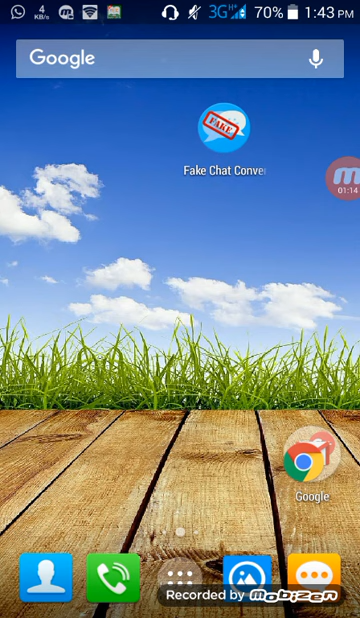 4
KB/s
3G H+ 70% 1:43 PM
Google
FAKE
Fake Chat Conve
01:14
Google
Recorded by Mobizen